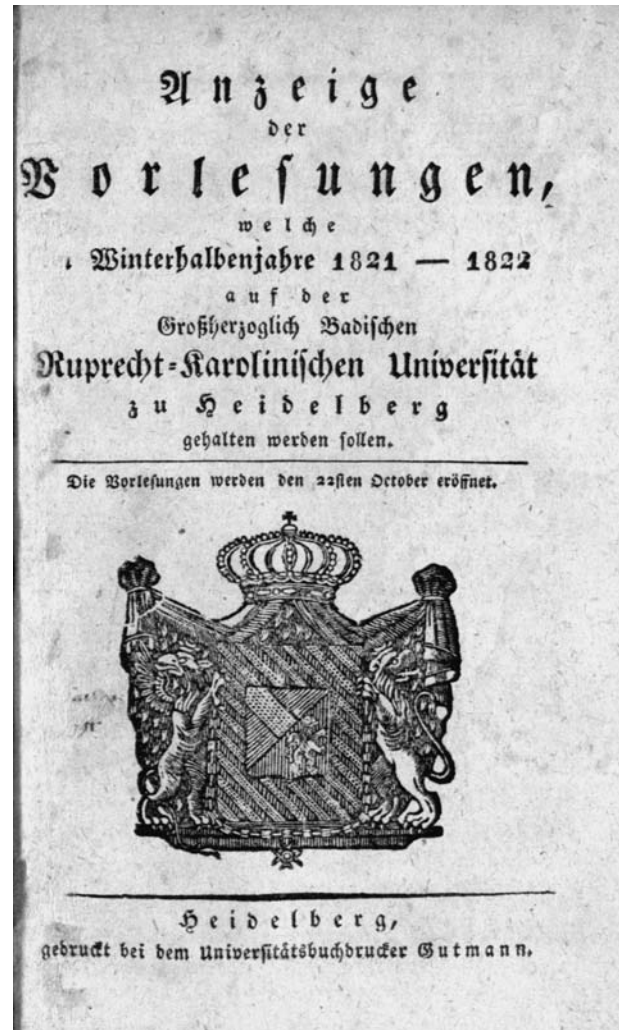 Anzeige
der
Vorlesungen,
welche
Winterhalbenjahre 1821 — 1822
auf der
Großherzoglich Badischen
Ruprecht-Karolinischen Universität
zu Heidelberg
gehalten werden sollen.
Die Vorlesungen werden den 22sten October eröffnet.
Heidelberg,
gedruckt bei dem Universitätsbuchdrucker Gutmann.